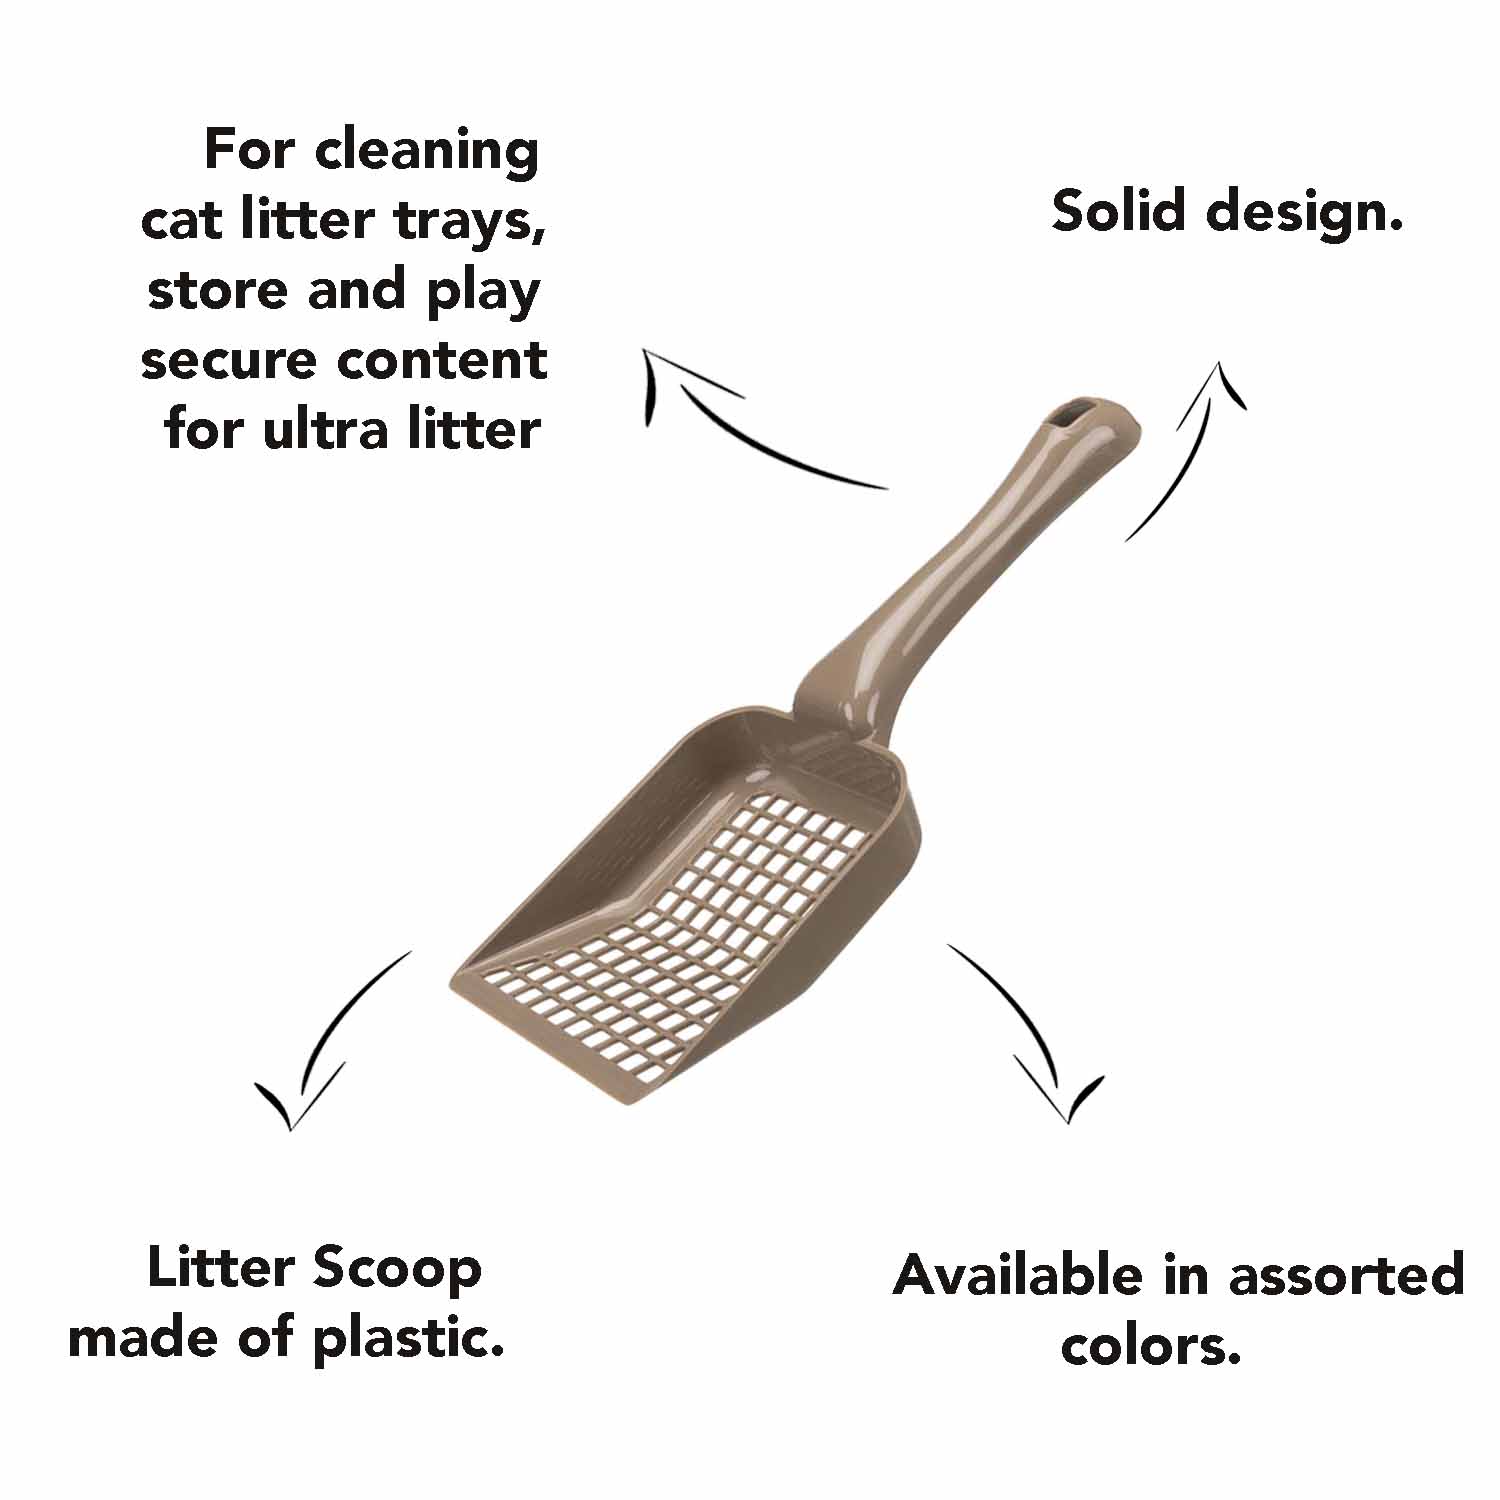 For cleaning
cat litter trays,
store and play
secure content
for ultra litter
Solid design.
Litter Scoop
made of plastic.
Available in assorted
colors.